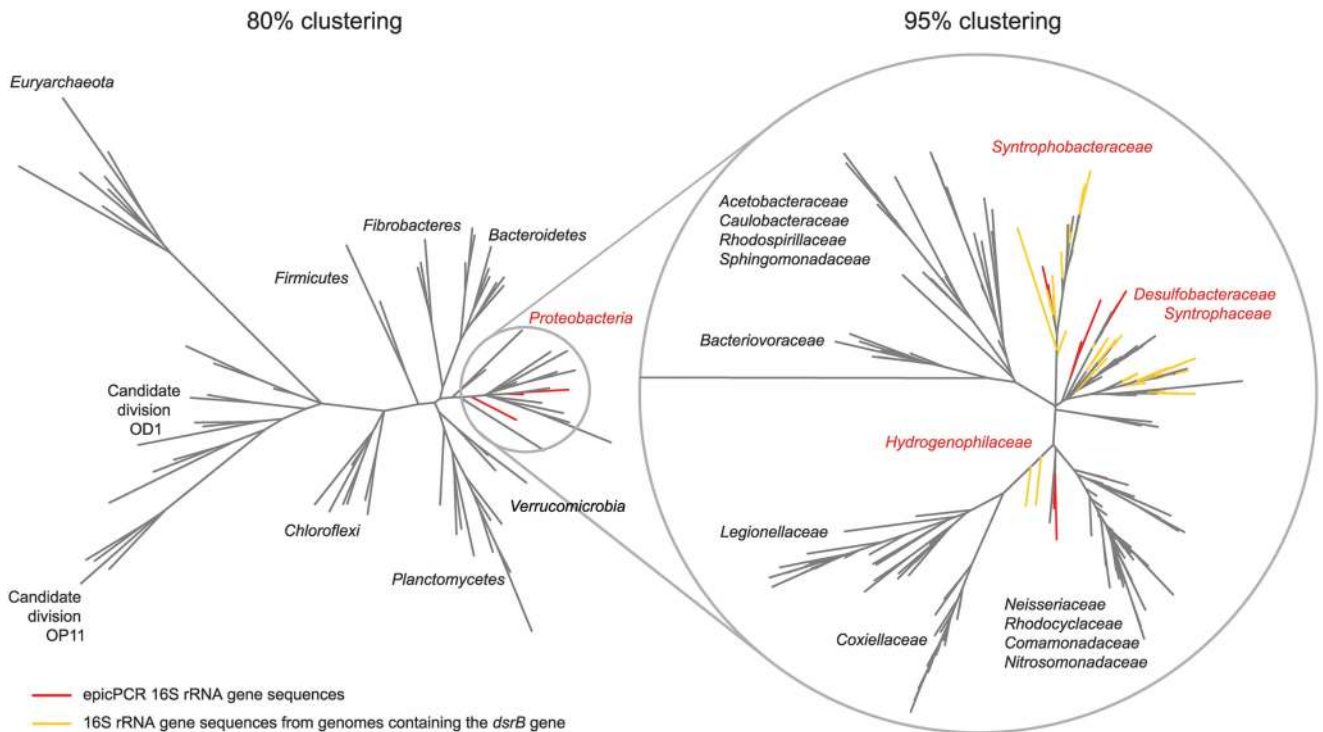 80% clustering
95% clustering
Euryarchaeota
Firmicutes
Fibrobacteres
Bacteroidetes
Proteobacteria
Candidate
division
OD1
Chloroflexi
Verrucomicrobia
Planctomycetes
Candidate
division
OP11
Syntrophobacteraceae
Acetobacteraceae
Caulobacteraceae
Rhodospirillaceae
Sphingomonadaceae
Desulfobacteraceae
Syntrophaceae
Bacteriovoraceae
Hydrogenophilaceae
Legionellaceae
Coxiellaceae
Neisseriaceae
Rhodocyclaceae
Comamonadaceae
Nitrosomonadaceae
epicPCR 16S rRNA gene sequences
16S rRNA gene sequences from genomes containing the dsrB gene